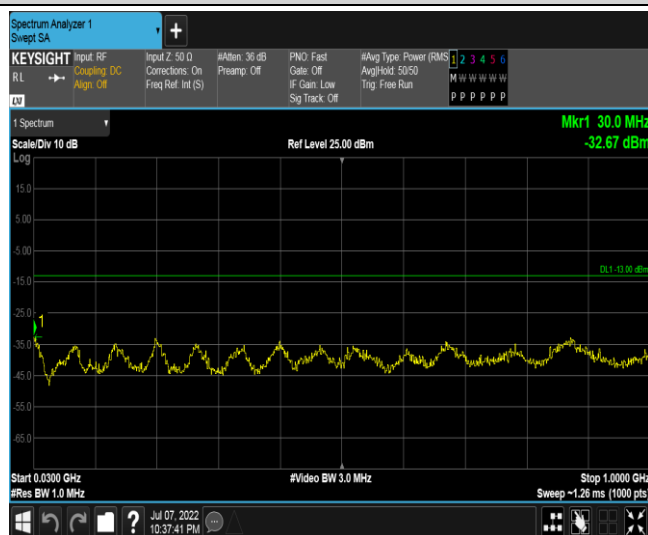 Spectrum Analyzer 1
Swept SA
+
KEYSIGHT
RL
LXI
Input: RF
Coupling: DC
Align: Off
Input Z: 50 Ω
Corrections: On
Freq Ref: Int (S)
#Atten: 36 dB
Preamp: Off
PNO: Fast
Gate: Off
IF Gain: Low
Sig Track: Off
#Avg Type: Power (RMS
Avg|Hold: 50/50
Trig: Free Run
1 2 3 4 5 6
M W W W W W
P P P P P P
1 Spectrum
Scale/Div 10 dB
Ref Level 25.00 dBm
Mkr1 30.0 MHz
-32.67 dBm
Log
15.0
5.00
-5.00
-15.0
-25.0
-35.0
-45.0
-55.0
-65.0
DL1 -13.00 dBm
1
Start 0.0300 GHz
#Res BW 1.0 MHz
#Video BW 3.0 MHz
Stop 1.0000 GHz
Sweep ~1.26 ms (1000 pts)
?
Jul 07, 2022
10:37:41 PM